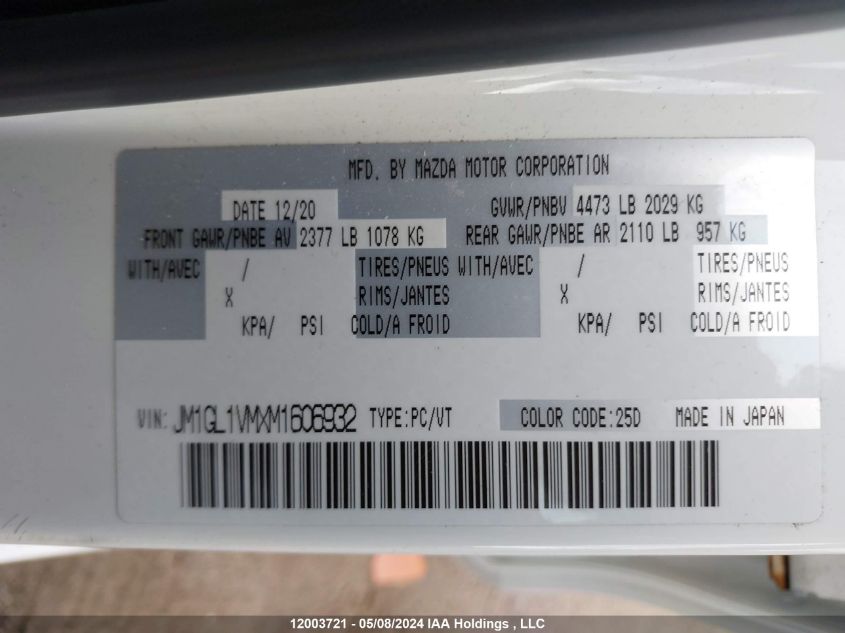 MFD. BY MAZDA MOTOR CORPORATION
DATE 12/20 GVWR/PNBV 4473 LB 2029 KG
FRONT GAWR/PNBE AV 2377 LB 1078 KG REAR GAWR/PNBE AR 2110 LB 957 KG
WITH/AVEC / TIRES/PNEUS WITH/AVEC / TIRES/PNEUS
X RIMS/JANTES X RIMS/JANTES
KPA/ PSI COLD/A FROID KPA/ PSI COLD/A FROID
VIN: JM1GL1VMXM1606932 TYPE:PC/VT COLOR CODE:25D MADE IN JAPAN
12003721 - 05/08/2024 IAA Holdings , LLC